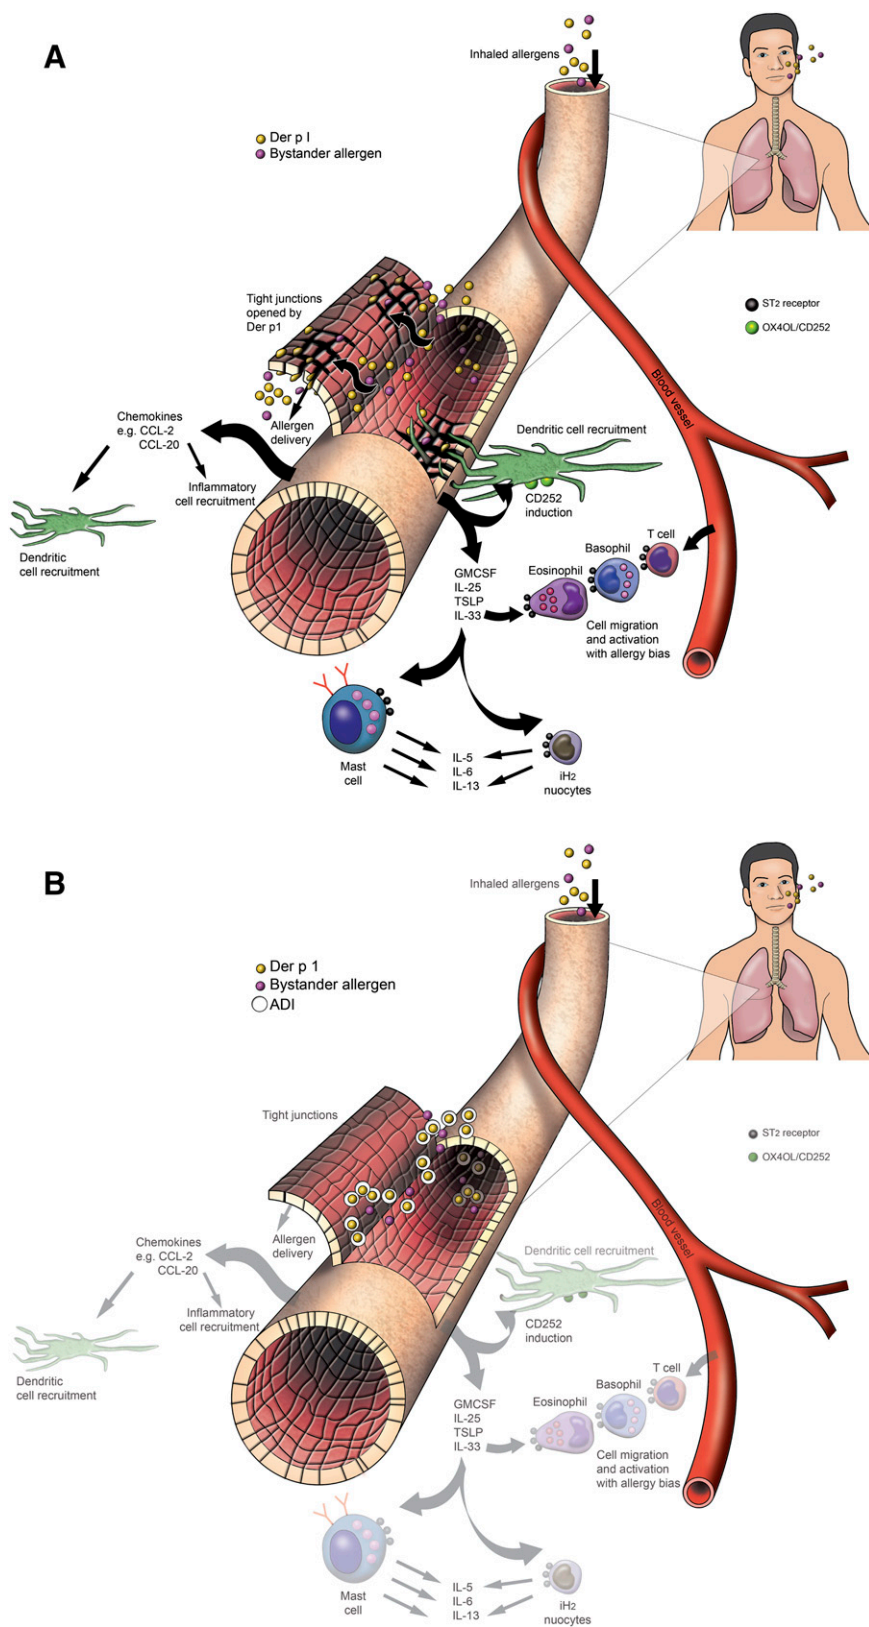 A
Inhaled allergens
Der p I
Bystander allergen
Tight junctions
opened by
Der p1
ST2 receptor
OX4OL/CD252
Blood vessel
Chemokines
e.g. CCL-2
CCL-20
Allergen
delivery
Dendritic cell recruitment
Inflammatory
cell recruitment
CD252
induction
Dendritic
cell recruitment
T cell
Basophil
Eosinophil
GMCSF
IL-25
TSLP
IL-33
Cell migration
and activation
with allergy bias
Mast
cell
IL-5
IL-6
IL-13
iH2
nuocytes
B
Inhaled allergens
Der p 1
Bystander allergen
ADI
Tight junctions
ST2 receptor
OX4OL/CD252
Blood vessel
Chemokines
e.g. CCL-2
CCL-20
Allergen
delivery
Dendritic cell recruitment
Inflammatory
cell recruitment
CD252
induction
Dendritic
cell recruitment
T cell
Basophil
Eosinophil
GMCSF
IL-25
TSLP
IL-33
Cell migration
and activation
with allergy bias
Mast
cell
IL-5
IL-6
IL-13
iH2
nuocytes